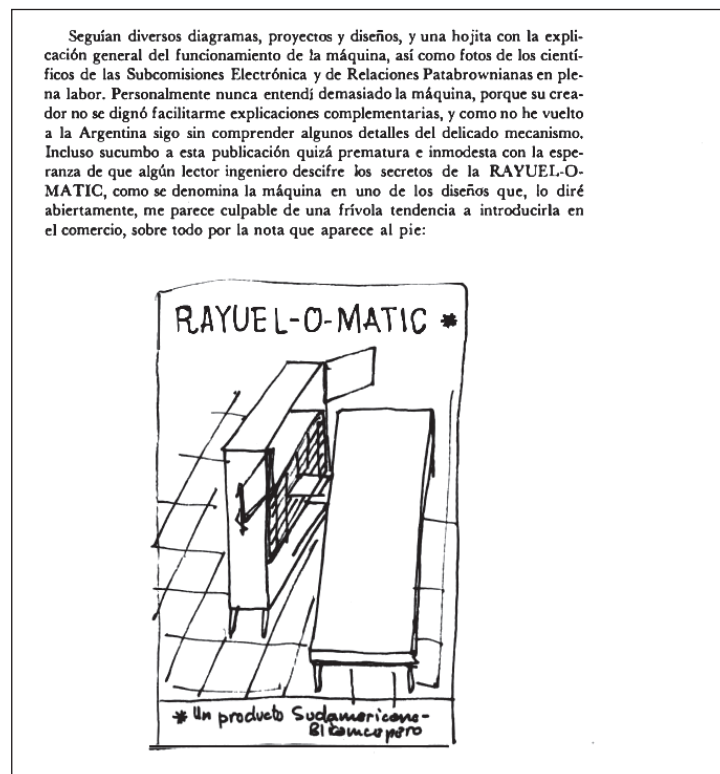 Seguían diversos diagramas, proyectos y diseños, y una hojita con la expli-
cación general del funcionamiento de la máquina, así como fotos de los cientí-
ficos de las Subcomisiones Electrónica y de Relaciones Patabrownianas en ple-
na labor. Personalmente nunca entendí demasiado la máquina, porque su crea-
dor no se dignó facilitarme explicaciones complementarias, y como no he vuelto
a la Argentina sigo sin comprender algunos detalles del delicado mecanismo.
Incluso sucumbo a esta publicación quizá prematura e inmodesta con la espe-
ranza de que algún lector ingeniero descifre los secretos de la RAYUEL-O-
MATIC, como se denomina la máquina en uno de los diseños que, lo diré
abiertamente, me parece culpable de una frívola tendencia a introducirla en
el comercio, sobre todo por la nota que aparece al pie:
RAYUEL-O-MATIC *
* Un producto Sudamericano-